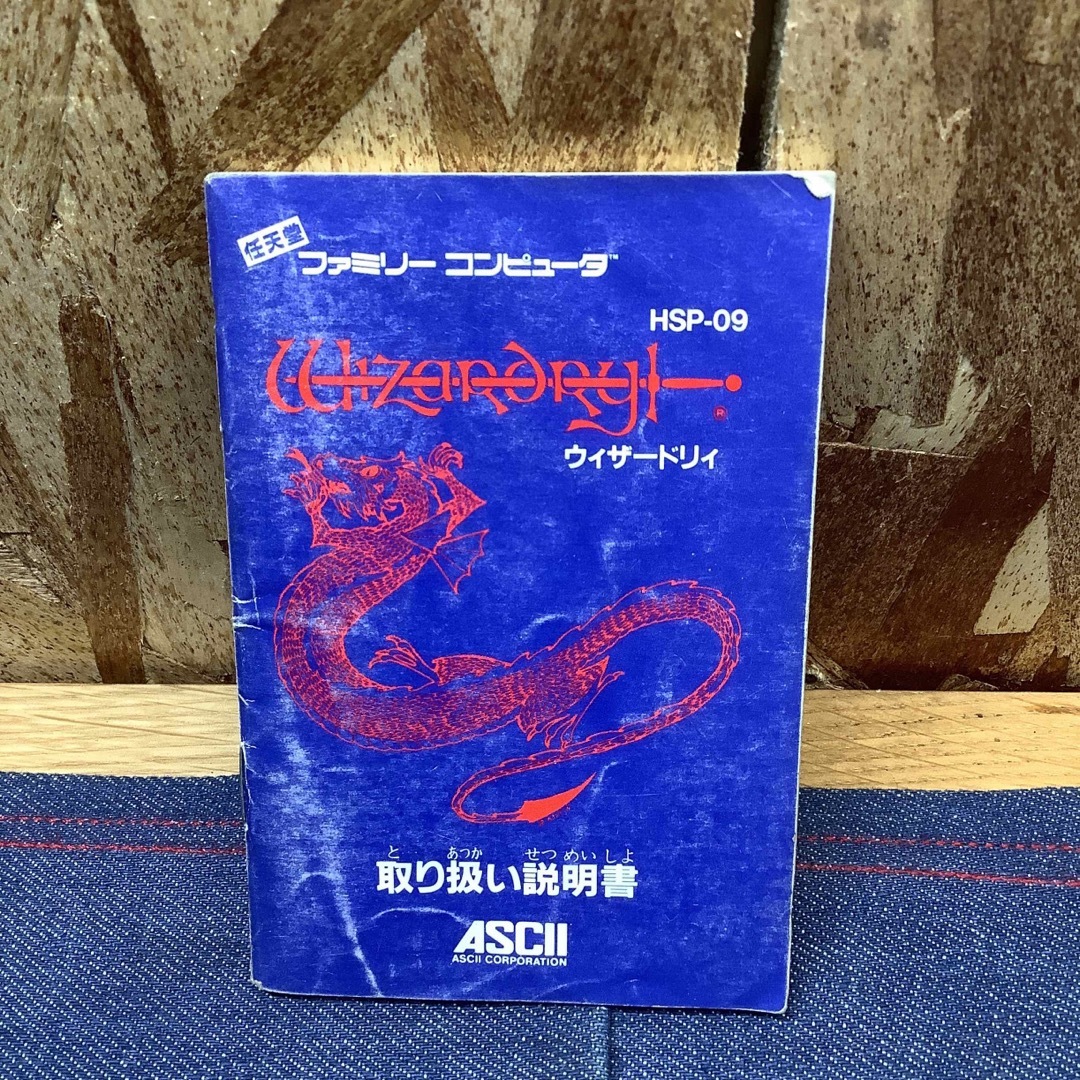 任天堂
ファミリー コンピュータ™
HSP-09
Wizardry
®
ウィザードリィ
と あつか せつ めい しよ
取り扱い説明書
ASCII
ASCII CORPORATION